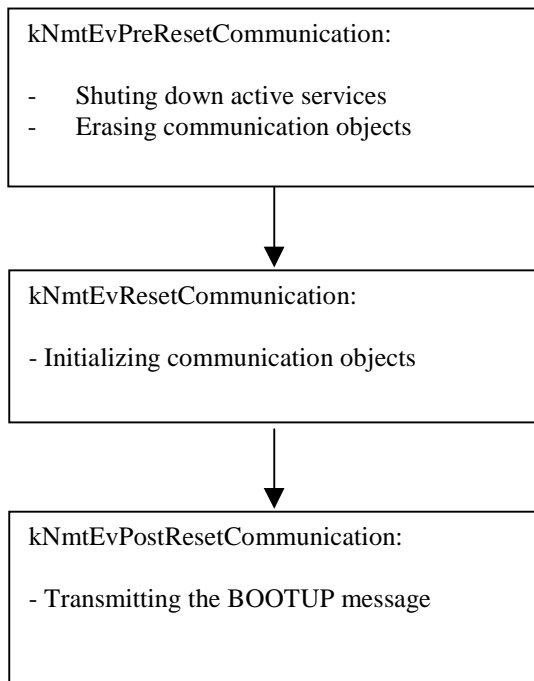 kNmtEvPreResetCommunication:
- Shuting down active services
- Erasing communication objects
kNmtEvResetCommunication:
- Initializing communication objects
kNmtEvPostResetCommunication:
- Transmitting the BOOTUP message